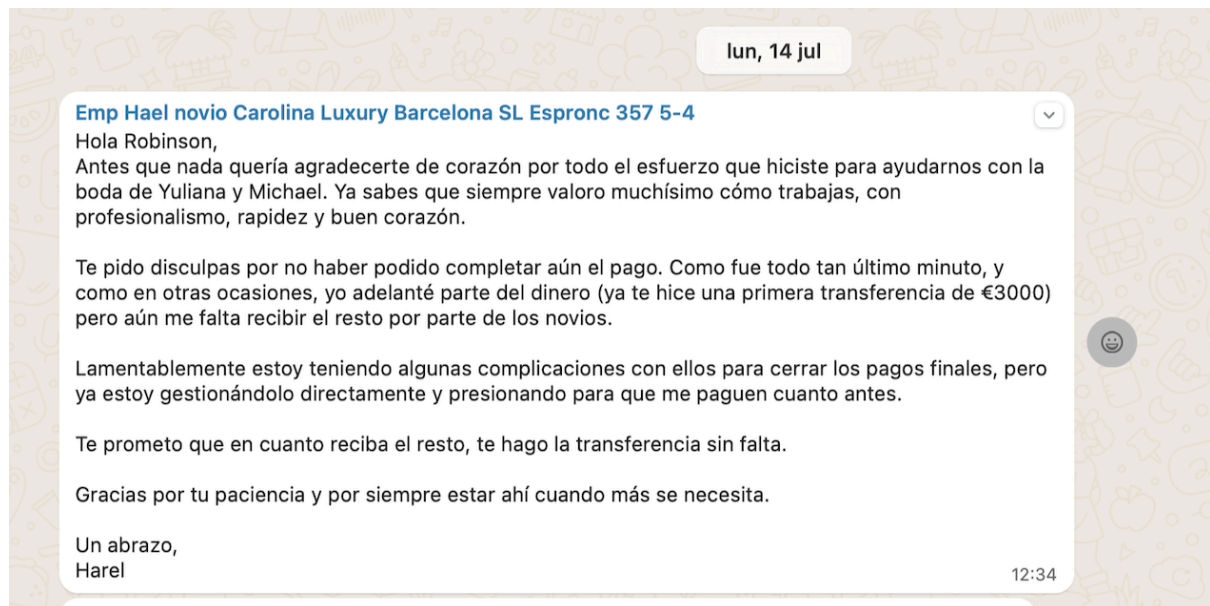 lun, 14 jul
Emp Hael novio Carolina Luxury Barcelona SL Espronc 357 5-4
Hola Robinson,
Antes que nada quería agradecerte de corazón por todo el esfuerzo que hiciste para ayudarnos con la
boda de Yuliana y Michael. Ya sabes que siempre valoro muchísimo cómo trabajas, con
profesionalismo, rapidez y buen corazón.
Te pido disculpas por no haber podido completar aún el pago. Como fue todo tan último minuto, y
como en otras ocasiones, yo adelanté parte del dinero (ya te hice una primera transferencia de €3000)
pero aún me falta recibir el resto por parte de los novios.
Lamentablemente estoy teniendo algunas complicaciones con ellos para cerrar los pagos finales, pero
ya estoy gestionándolo directamente y presionando para que me paguen cuanto antes.
Te prometo que en cuanto reciba el resto, te hago la transferencia sin falta.
Gracias por tu paciencia y por siempre estar ahí cuando más se necesita.
Un abrazo,
Harel
12:34